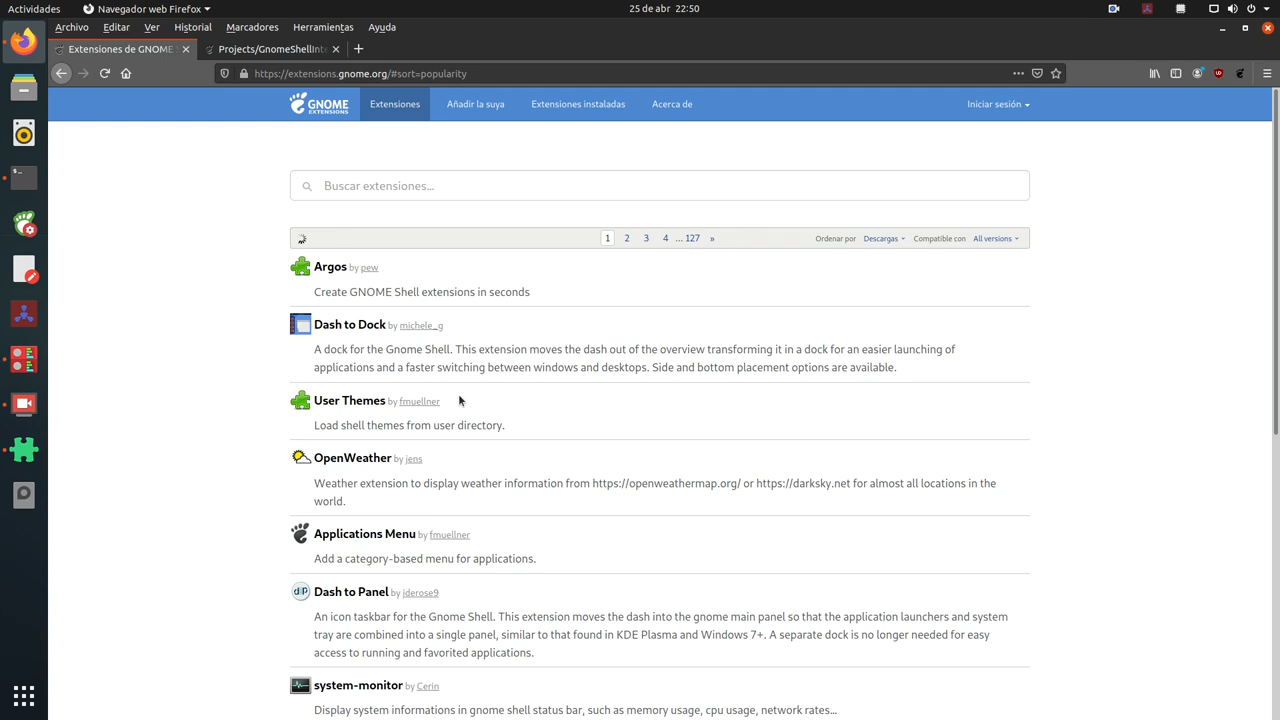 Actividades Navegador web Firefox 25 de abr 22:50
Archivo Editar Ver Historial Marcadores Herramientas Ayuda
Extensiones de GNOME Projects/GnomeShellInte
https://extensions.gnome.org/#sort=popularity
GNOME EXTENSIONS Extensiones Añadir la suya Extensiones instaladas Acerca de Iniciar sesión
Buscar extensiones...
1 2 3 4 ... 127 » Ordenar por Descargas Compatible con All versions
Argos by pew
Create GNOME Shell extensions in seconds
Dash to Dock by michele_g
A dock for the Gnome Shell. This extension moves the dash out of the overview transforming it in a dock for an easier launching of
applications and a faster switching between windows and desktops. Side and bottom placement options are available.
User Themes by fmuellner
Load shell themes from user directory.
OpenWeather by jens
Weather extension to display weather information from https://openweathermap.org/ or https://darksky.net for almost all locations in the
world.
Applications Menu by fmuellner
Add a category-based menu for applications.
Dash to Panel by jderose9
An icon taskbar for the Gnome Shell. This extension moves the dash into the gnome main panel so that the application launchers and system
tray are combined into a single panel, similar to that found in KDE Plasma and Windows 7+. A separate dock is no longer needed for easy
access to running and favorited applications.
system-monitor by Cerin
Display system informations in gnome shell status bar, such as memory usage, cpu usage, network rates...